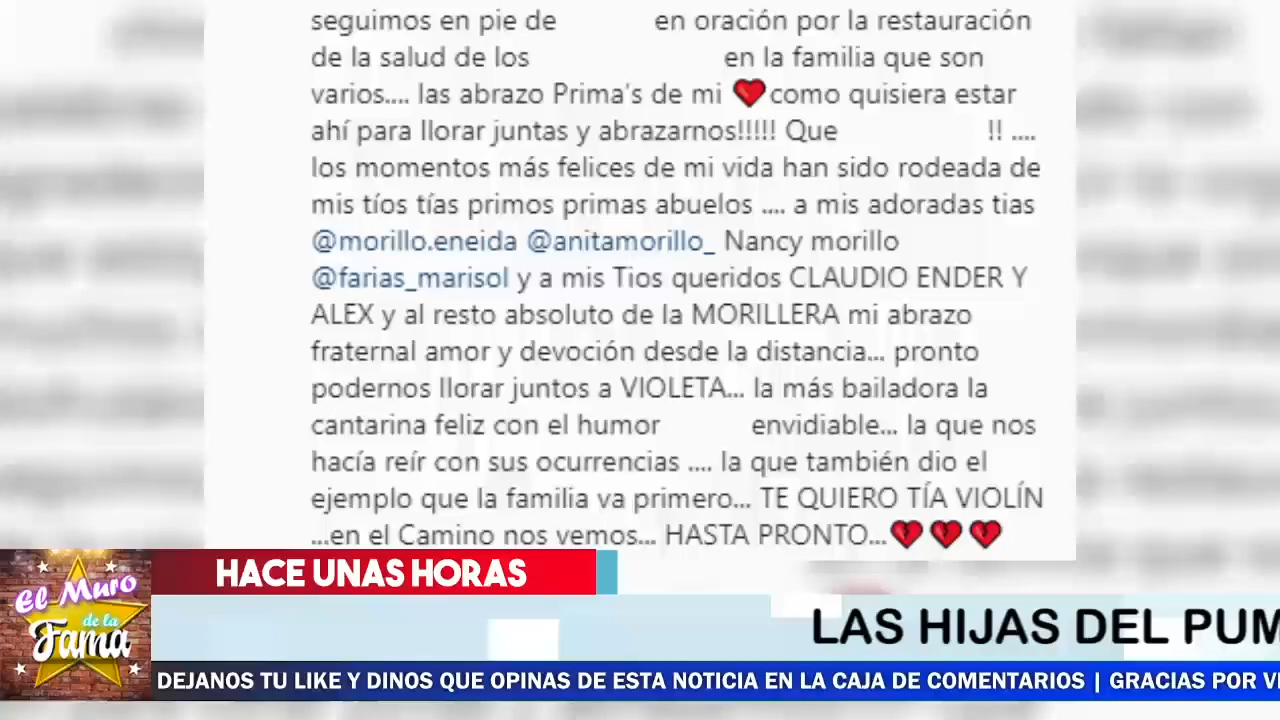 seguimos en pie de en oración por la restauración
de la salud de los en la familia que son
varios.... las abrazo Prima's de mi ❤️como quisiera estar
ahí para llorar juntas y abrazarnos!!!!! Que !! ....
los momentos más felices de mi vida han sido rodeada de
mis tíos tías primos primas abuelos .... a mis adoradas tias
@morillo.eneida @anitamorillo_ Nancy morillo
@farias_marisol y a mis Tios queridos CLAUDIO ENDER Y
ALEX y al resto absoluto de la MORILLERA mi abrazo
fraternal amor y devoción desde la distancia... pronto
podernos llorar juntos a VIOLETA... la más bailadora la
cantarina feliz con el humor envidiable... la que nos
hacía reír con sus ocurrencias .... la que también dio el
ejemplo que la familia va primero... TE QUIERO TÍA VIOLÍN
...en el Camino nos vemos... HASTA PRONTO...💔💔💔
HACE UNAS HORAS
El Muro
de la
Fama
LAS HIJAS DEL PUM
DEJANOS TU LIKE Y DINOS QUE OPINAS DE ESTA NOTICIA EN LA CAJA DE COMENTARIOS | GRACIAS POR VI